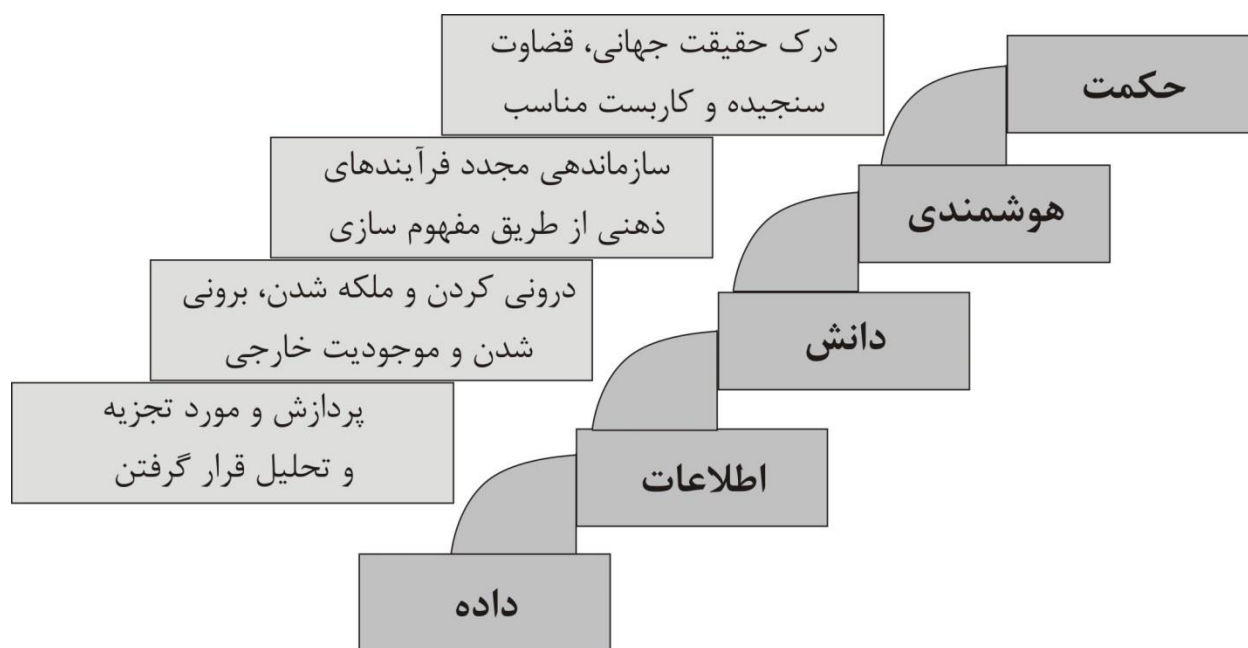 درک حقیقت جهانی، قضاوت
سنجیده و کاربست مناسب
حکمت
سازماندهی مجدد فرآیندهای
ذهنی از طریق مفهوم سازی
هوشمندی
درونی کردن و ملکه شدن، برونی
شدن و موجودیت خارجی
دانش
پردازش و مورد تجزیه
و تحلیل قرار گرفتن
اطلاعات
داده